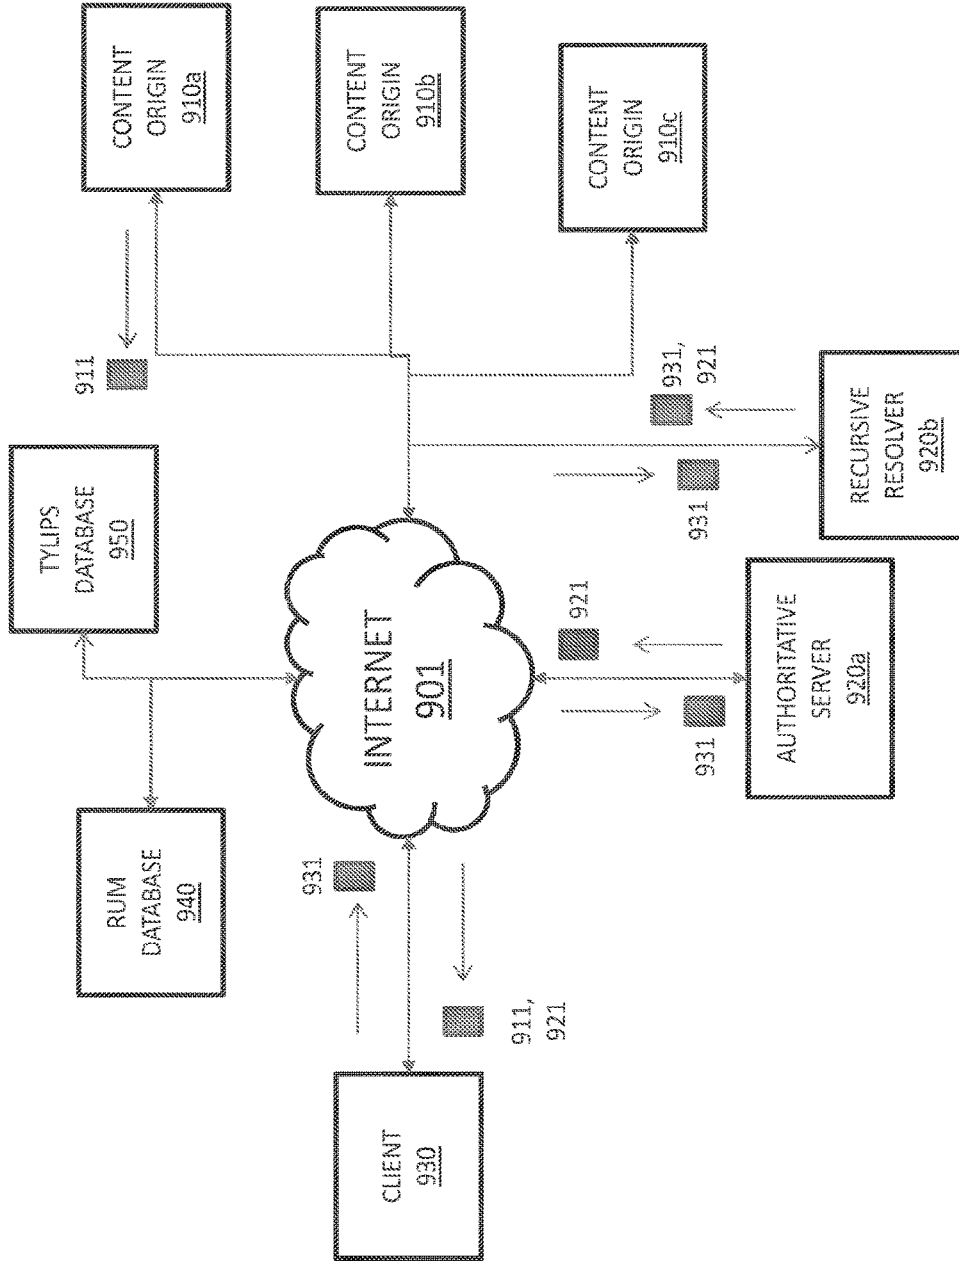 RUM
DATABASE
940
TYLIPS
DATABASE
950
911
CONTENT
ORIGIN
910a
931
INTERNET
901
CONTENT
ORIGIN
910b
CLIENT
930
911,
921
921
CONTENT
ORIGIN
910c
931
931
931,
921
AUTHORITATIVE
SERVER
920a
RECURSIVE
RESOLVER
920b